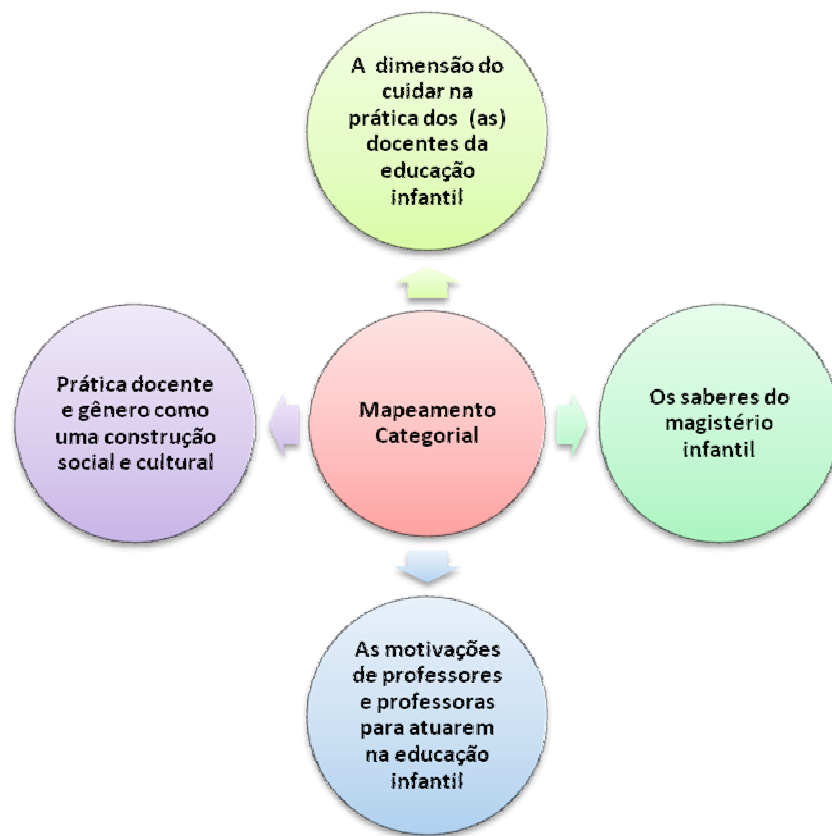 A dimensão do
cuidar na
prática dos (as)
docentes da
educação
infantil
Prática docente
e gênero como
uma construção
social e cultural
Mapeamento
Categorial
Os saberes do
magistério
infantil
As motivações
de professores
e professoras
para atuarem
na educação
infantil